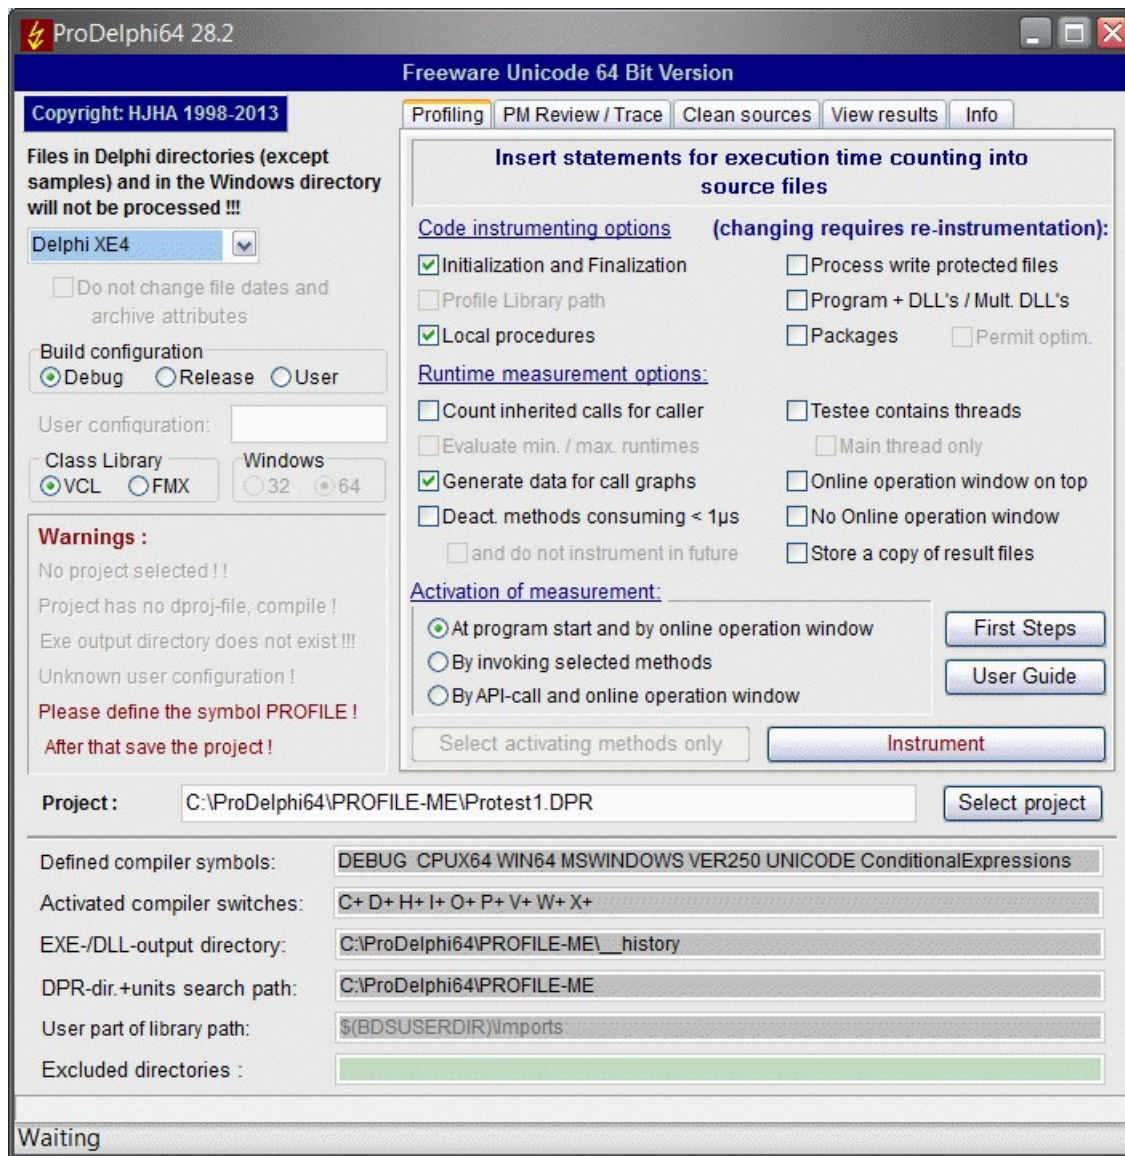 ProDelphi64 28.2
Freeware Unicode 64 Bit Version
Copyright: HJHA 1998-2013
Files in Delphi directories (except
samples) and in the Windows directory
will not be processed !!!
Delphi XE4
Do not change file dates and
archive attributes
Build configuration
Debug Release User
User configuration:
Class Library Windows
VCL FMX 32 64
Warnings :
No project selected ! !
Project has no dproj-file, compile !
Exe output directory does not exist !!!
Unknown user configuration !
Please define the symbol PROFILE !
After that save the project !
Profiling PM Review / Trace Clean sources View results Info
Insert statements for execution time counting into
source files
Code instrumenting options (changing requires re-instrumentation):
Initialization and Finalization Process write protected files
Profile Library path Program + DLL's / Mult. DLL's
Local procedures Packages Permit optim.
Runtime measurement options:
Count inherited calls for caller Testee contains threads
Evaluate min. / max. runtimes Main thread only
Generate data for call graphs Online operation window on top
Deact. methods consuming < 1µs No Online operation window
and do not instrument in future Store a copy of result files
Activation of measurement:
At program start and by online operation window First Steps
By invoking selected methods User Guide
By API-call and online operation window
Select activating methods only Instrument
Project : C:\ProDelphi64\PROFILE-ME\Protest1.DPR Select project
Defined compiler symbols: DEBUG CPUX64 WIN64 MSWINDOWS VER250 UNICODE ConditionalExpressions
Activated compiler switches: C+ D+ H+ I+ O+ P+ V+ W+ X+
EXE-/DLL-output directory: C:\ProDelphi64\PROFILE-ME\__history
DPR-dir.+units search path: C:\ProDelphi64\PROFILE-ME
User part of library path: $(BDSUSERDIR)\Imports
Excluded directories :
Waiting